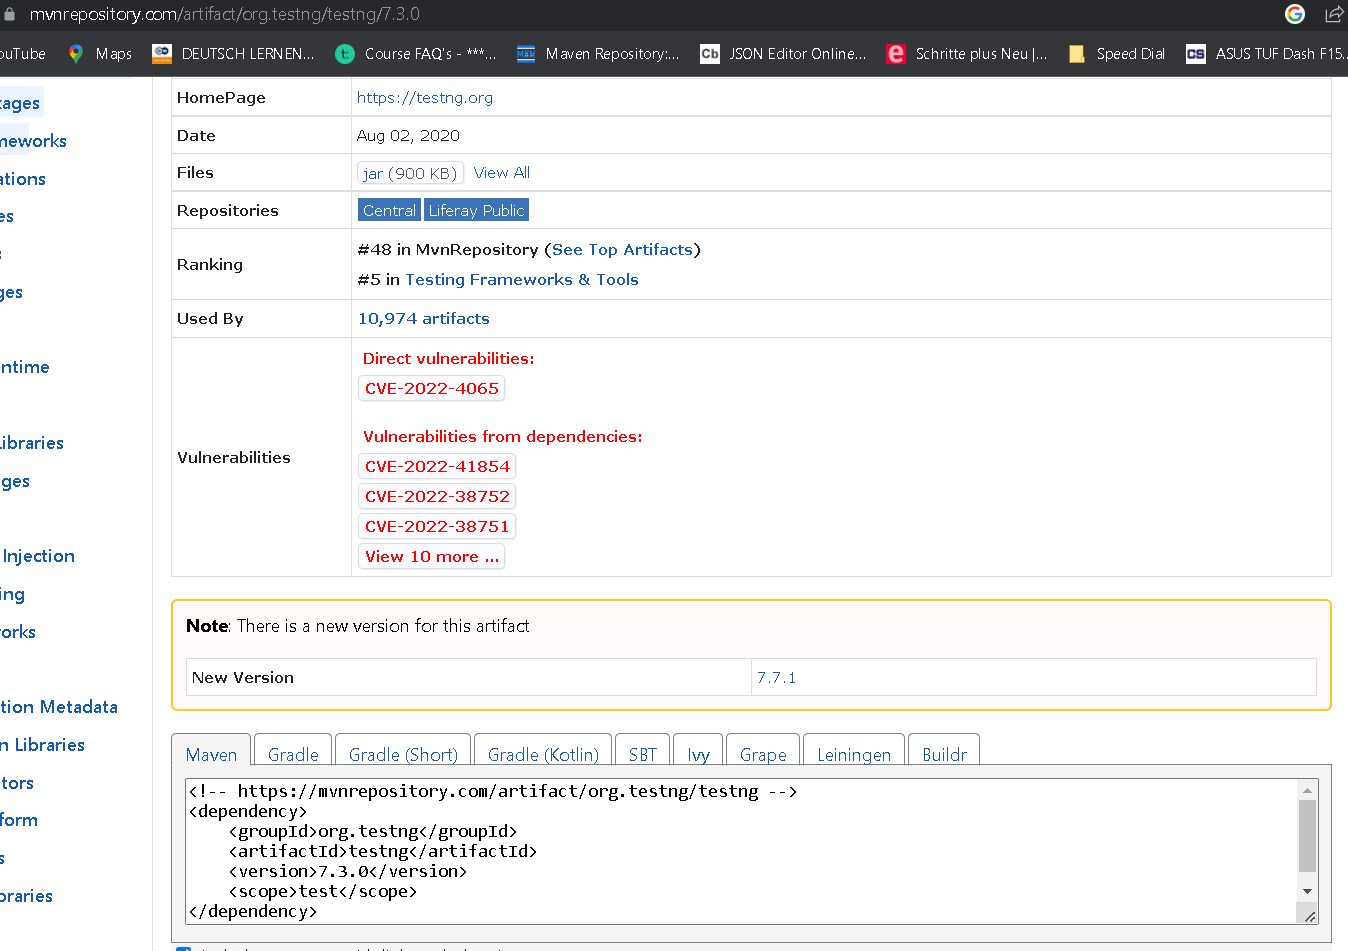 mvnrepository.com/artifact/org.testng/testng/7.3.0
ouTube Maps DEUTSCH LERNEN... Course FAQ's - ***... Maven Repository:... JSON Editor Online... Schritte plus Neu |... Speed Dial ASUS TUF Dash F15...
kages
meworks
ations
es
s
ges
ntime
Libraries
ges
Injection
ing
orks
tion Metadata
n Libraries
tors
form
s
braries
HomePage https://testng.org
Date Aug 02, 2020
Files jar (900 KB) View All
Repositories Central Liferay Public
Ranking #48 in MvnRepository (See Top Artifacts)
#5 in Testing Frameworks & Tools
Used By 10,974 artifacts
Vulnerabilities Direct vulnerabilities:
CVE-2022-4065
Vulnerabilities from dependencies:
CVE-2022-41854
CVE-2022-38752
CVE-2022-38751
View 10 more ...
Note: There is a new version for this artifact
New Version 7.7.1
Maven Gradle Gradle (Short) Gradle (Kotlin) SBT Ivy Grape Leiningen Buildr
<!-- https://mvnrepository.com/artifact/org.testng/testng -->
<dependency>
    <groupId>org.testng</groupId>
    <artifactId>testng</artifactId>
    <version>7.3.0</version>
    <scope>test</scope>
</dependency>